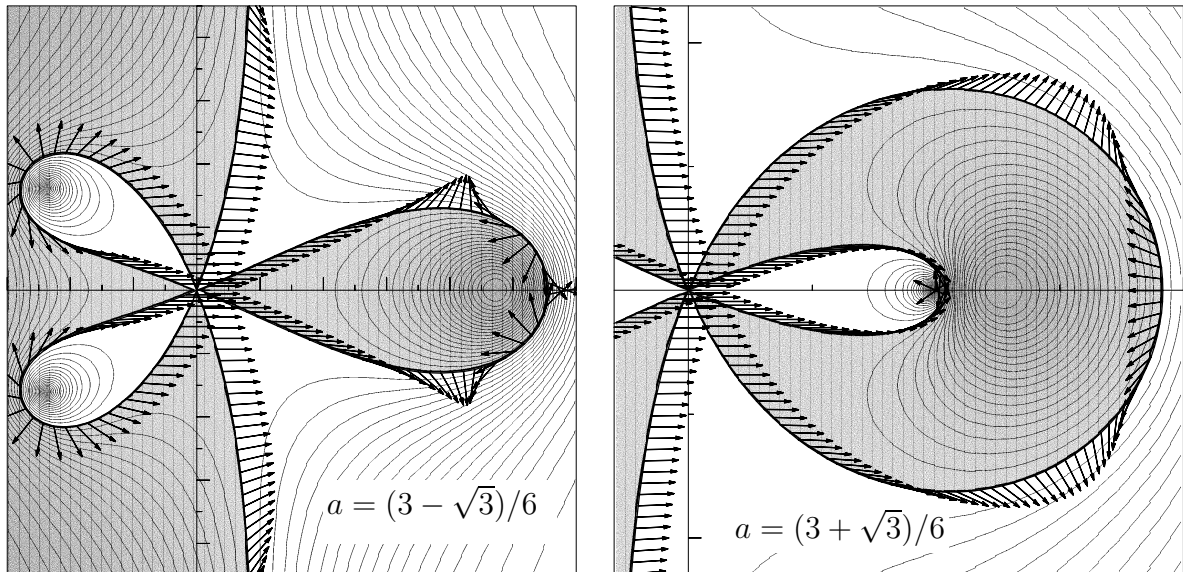 a = (3 − √3)/6
a = (3 + √3)/6